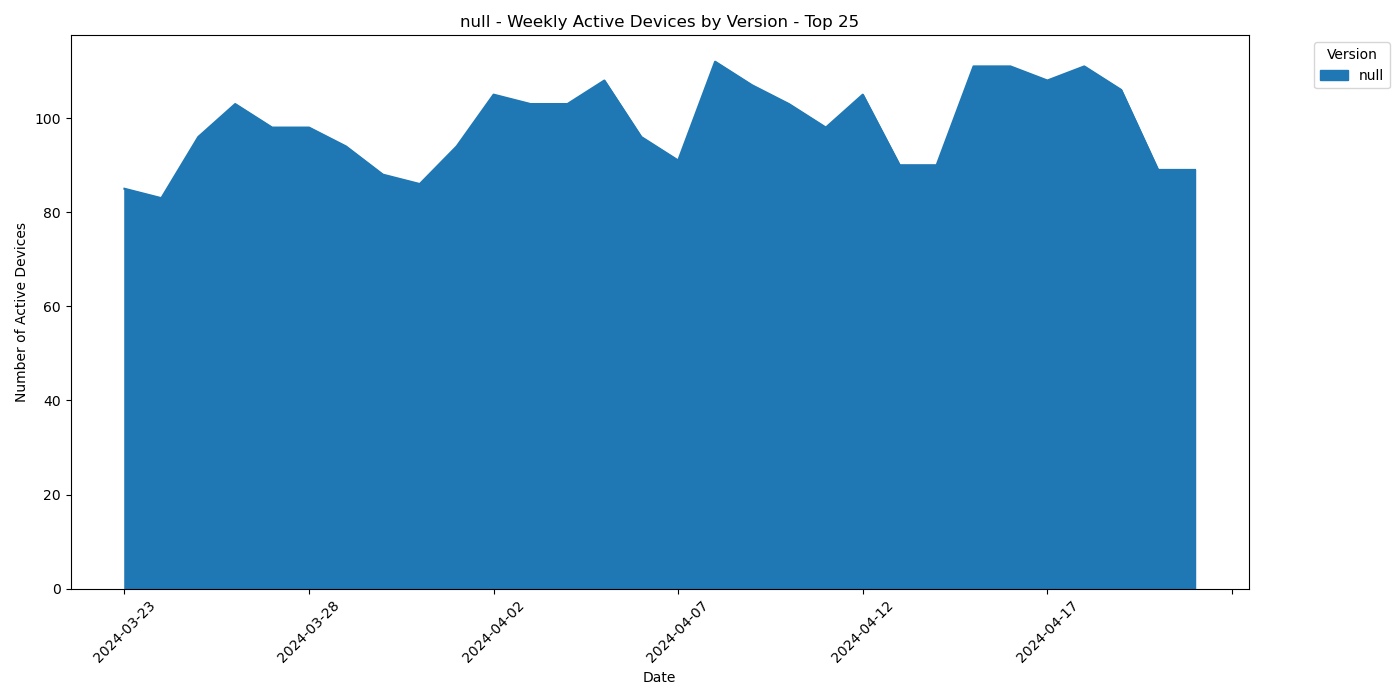 null - Weekly Active Devices by Version - Top 25
Version
null
Number of Active Devices
100
80
60
40
20
0
2024-03-23
2024-03-28
2024-04-02
2024-04-07
2024-04-12
2024-04-17
Date